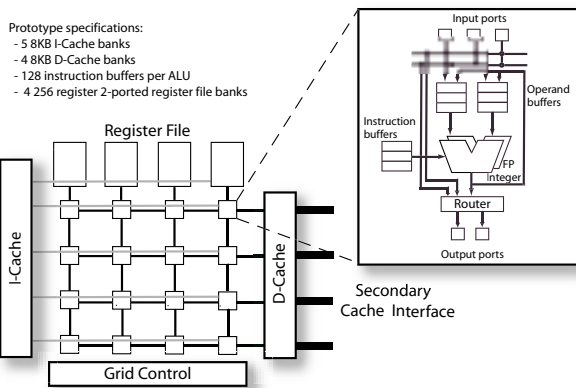 Prototype specifications:
- 5 8KB I-Cache banks
- 4 8KB D-Cache banks
- 128 instruction buffers per ALU
- 4 256 register 2-ported register file banks
Register File
I-Cache
D-Cache
Grid Control
Secondary
Cache Interface
Input ports
Operand
buffers
Instruction
buffers
FP
Integer
Router
Output ports